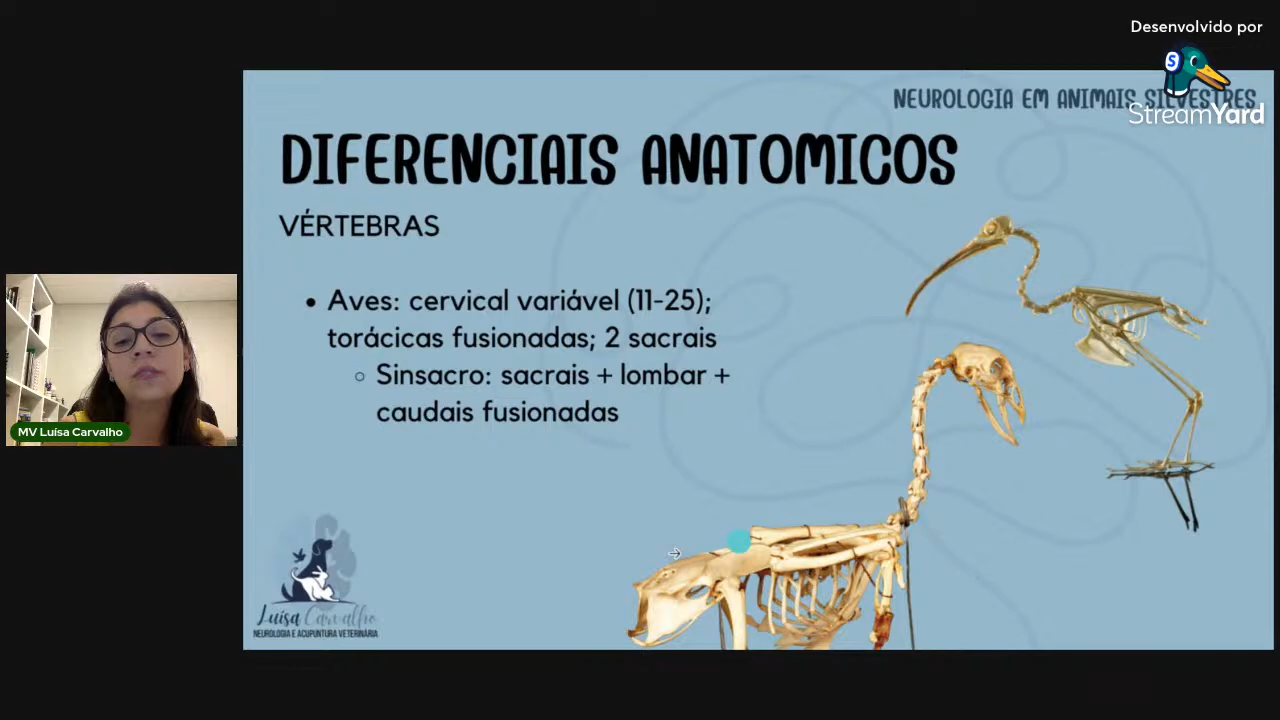 Desenvolvido por
S
StreamYard
NEUROLOGIA EM ANIMAIS SILVESTRES
DIFERENCIAIS ANATOMICOS
VÉRTEBRAS
• Aves: cervical variável (11-25);
torácicas fusionadas; 2 sacrais
○ Sinsacro: sacrais + lombar +
caudais fusionadas
MV Luísa Carvalho
Luísa Carvalho
NEUROLOGIA E ACUPUNTURA VETERINÁRIA